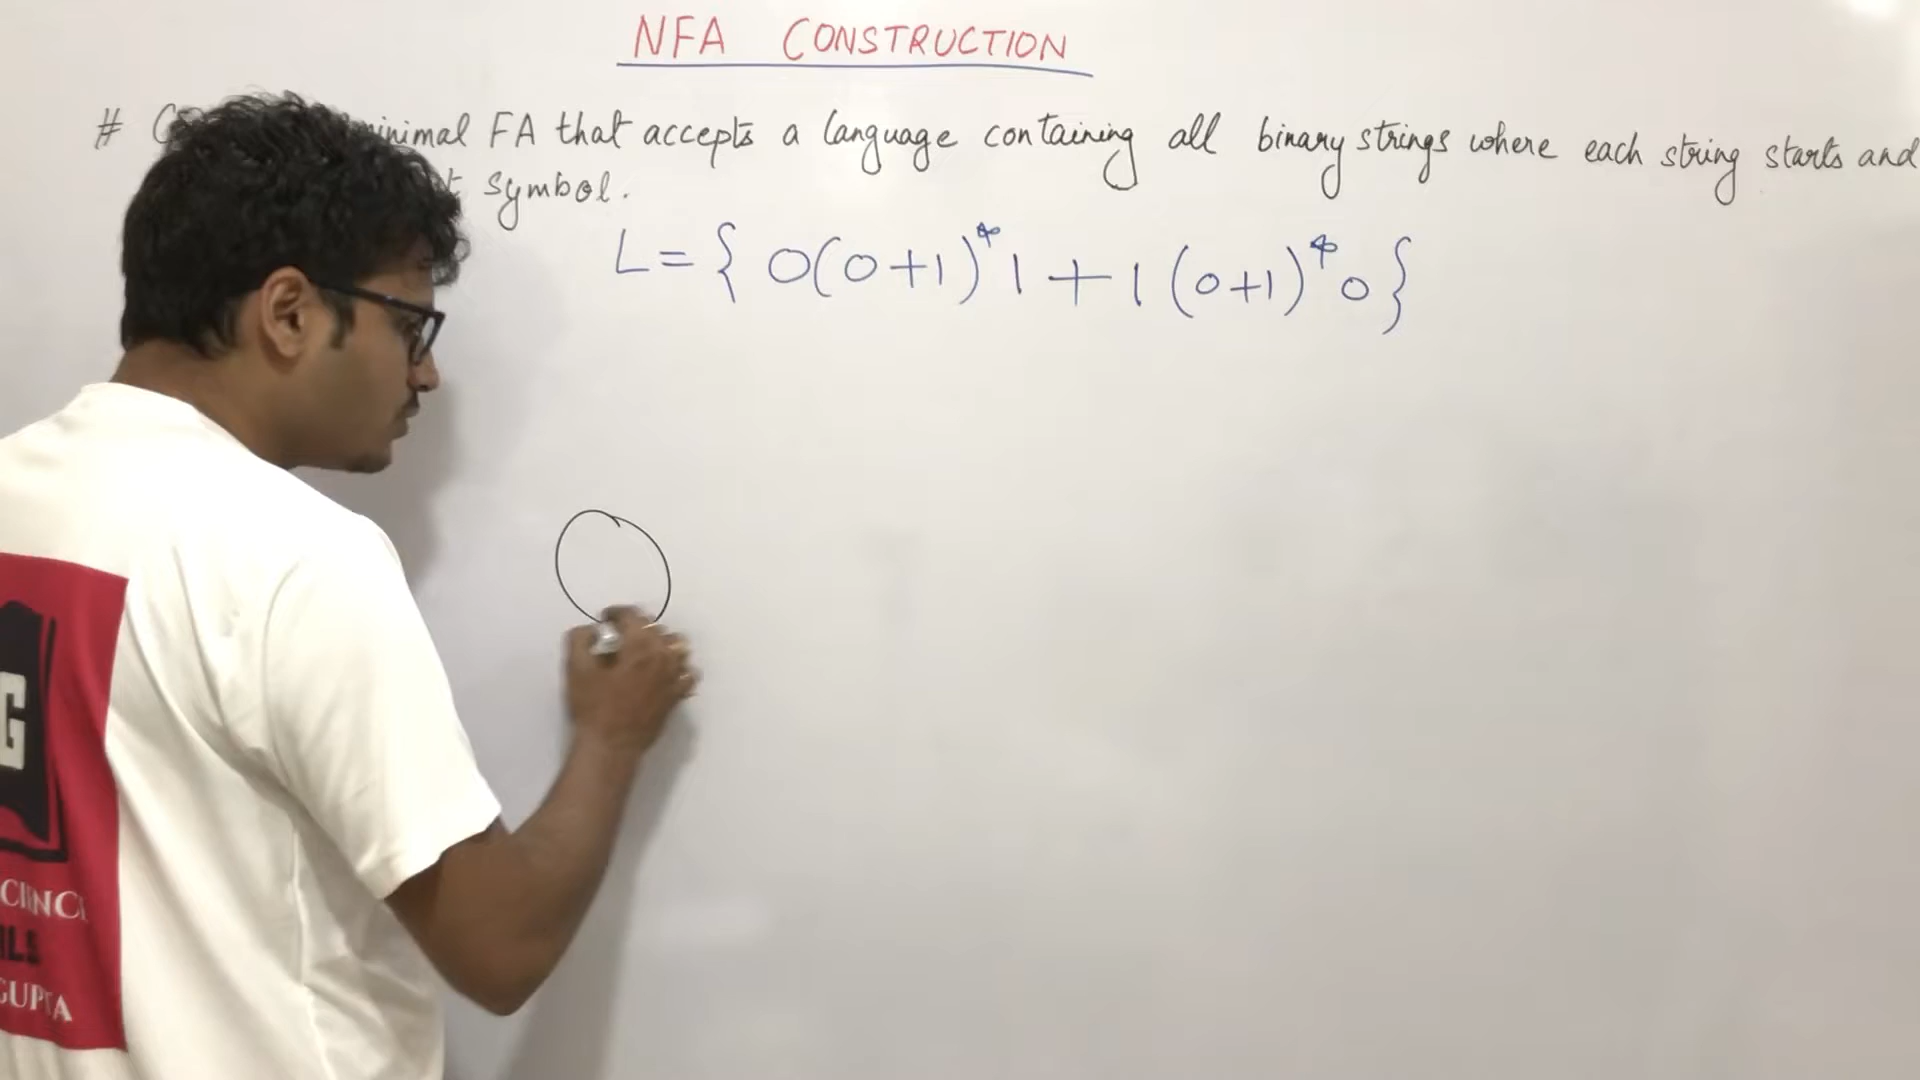 NFA CONSTRUCTION
# minimal FA that accepts a language containing all binary strings where each string starts and
symbol.
L = { 0(0+1)* 1 + 1 (0+1)* 0 }
G
GUPTA